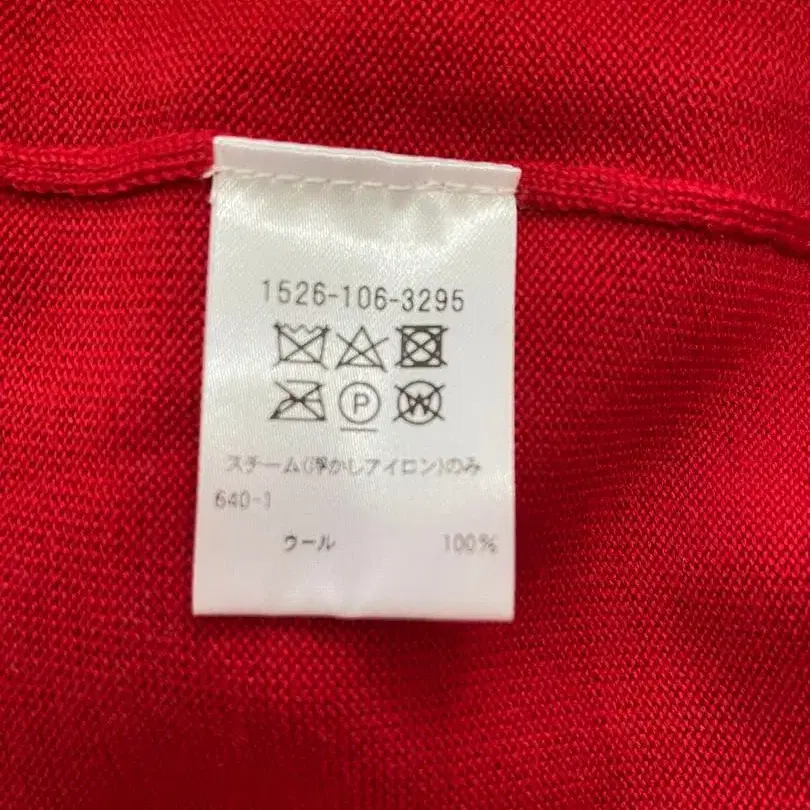 1526-106-3295
P
W
スチーム(浮かしアイロン)のみ
640-1
ウール 100%